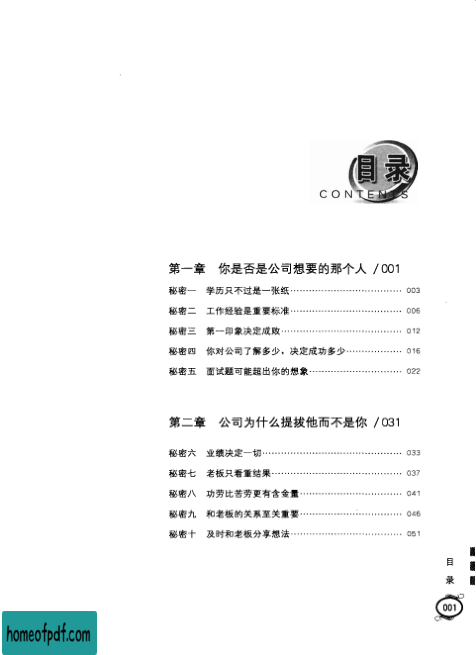 目录
CONTENTS
第一章 你是否是公司想要的那个人 /001
秘密一 学历只不过是一张纸………………………………… 003
秘密二 工作经验是重要标准………………………………… 006
秘密三 第一印象决定成败…………………………………… 012
秘密四 你对公司了解多少，决定成功多少………………… 016
秘密五 面试题可能超出你的想象…………………………… 022
第二章 公司为什么提拔他而不是你 /031
秘密六 业绩决定一切………………………………………… 033
秘密七 老板只看重结果……………………………………… 037
秘密八 功劳比苦劳更有含金量……………………………… 041
秘密九 和老板的关系至关重要……………………………… 046
秘密十 及时和老板分享想法………………………………… 051
目
录
001
homeofpdf.com